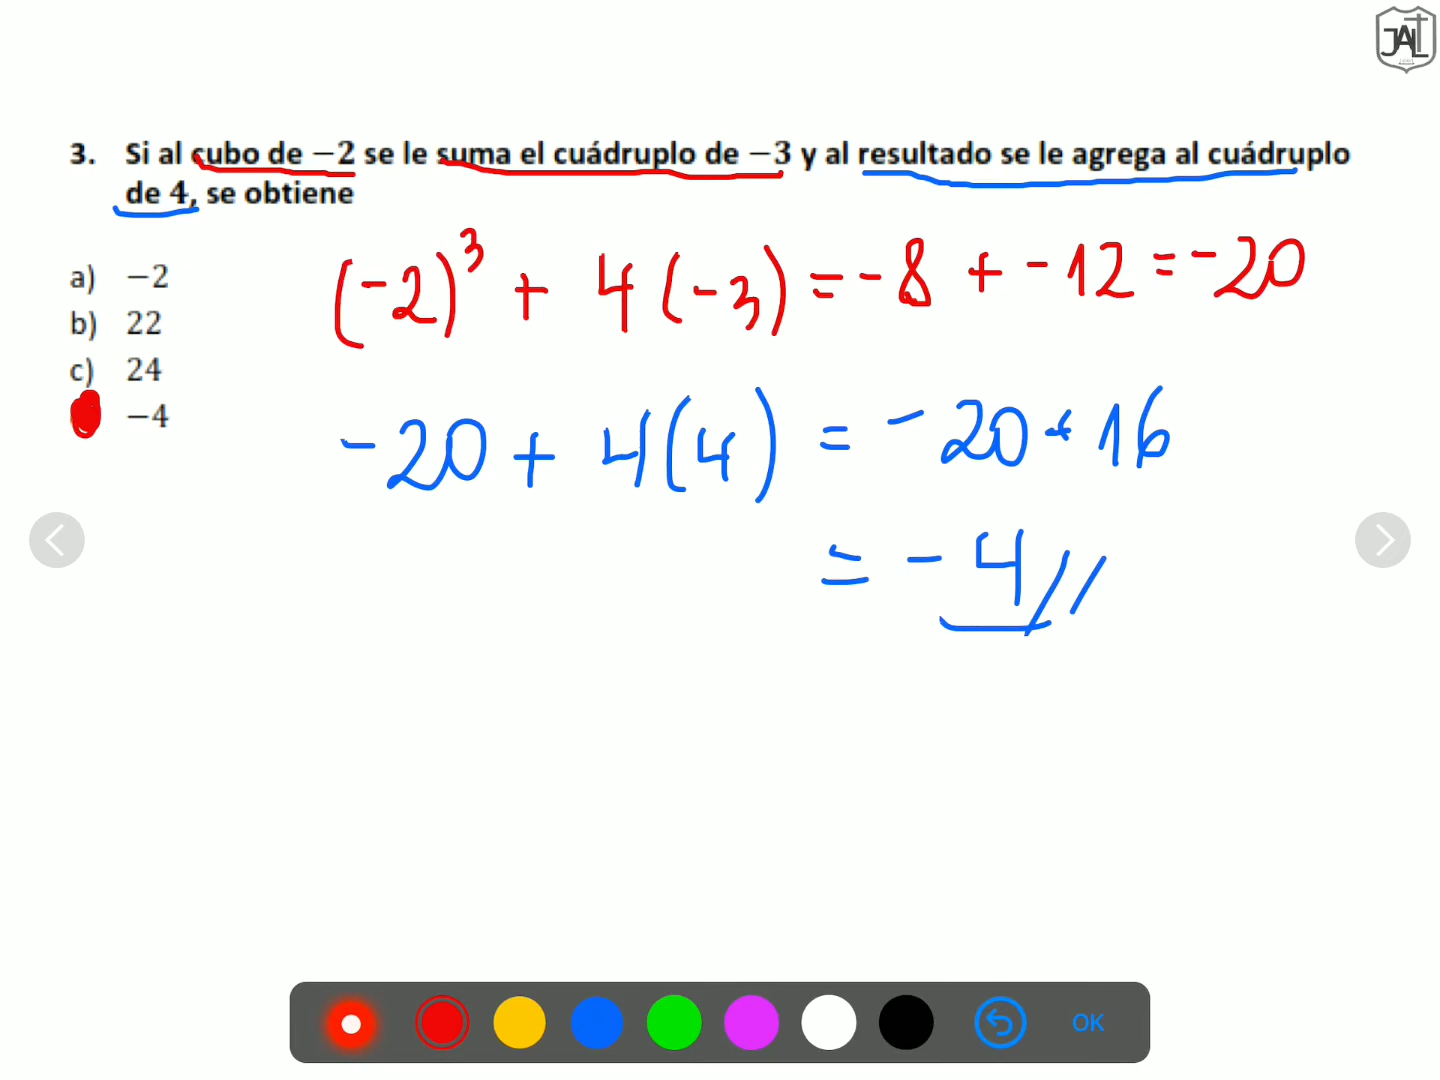 JALT
3. Si al cubo de −2 se le suma el cuádruplo de −3 y al resultado se le agrega al cuádruplo
de 4, se obtiene
a) −2
b) 22
c) 24
−4
(-2)³ + 4(-3) = -8 + -12 = -20
-20 + 4(4) = -20 + 16
= -4//
OK